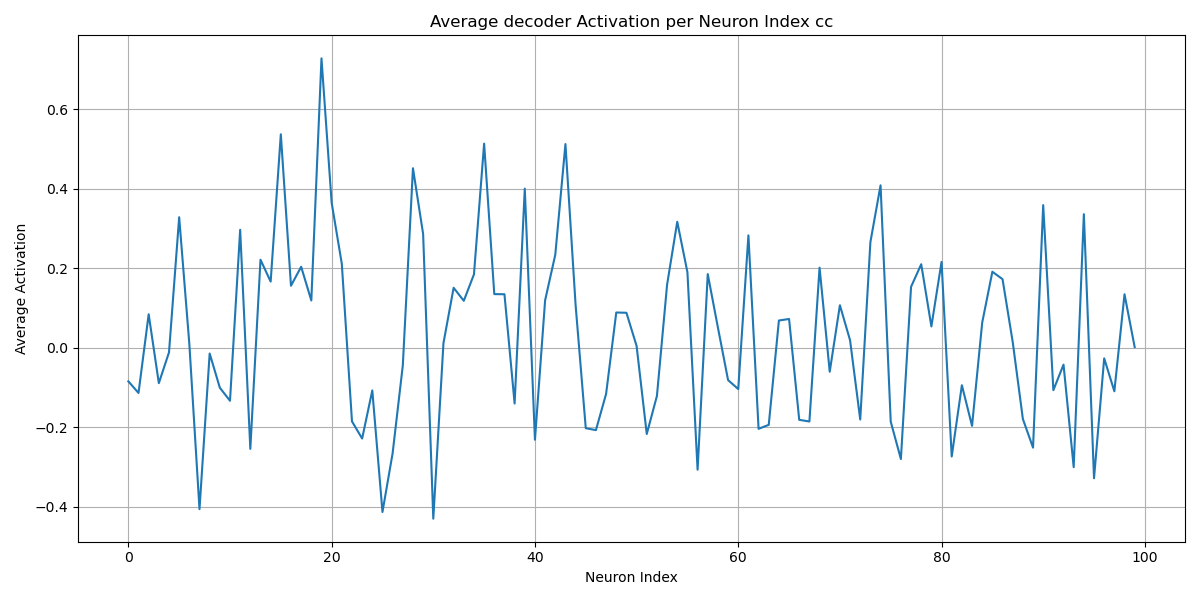 Average decoder Activation per Neuron Index cc
Average Activation
0.6
0.4
0.2
0.0
−0.2
−0.4
0 20 40 60 80 100
Neuron Index